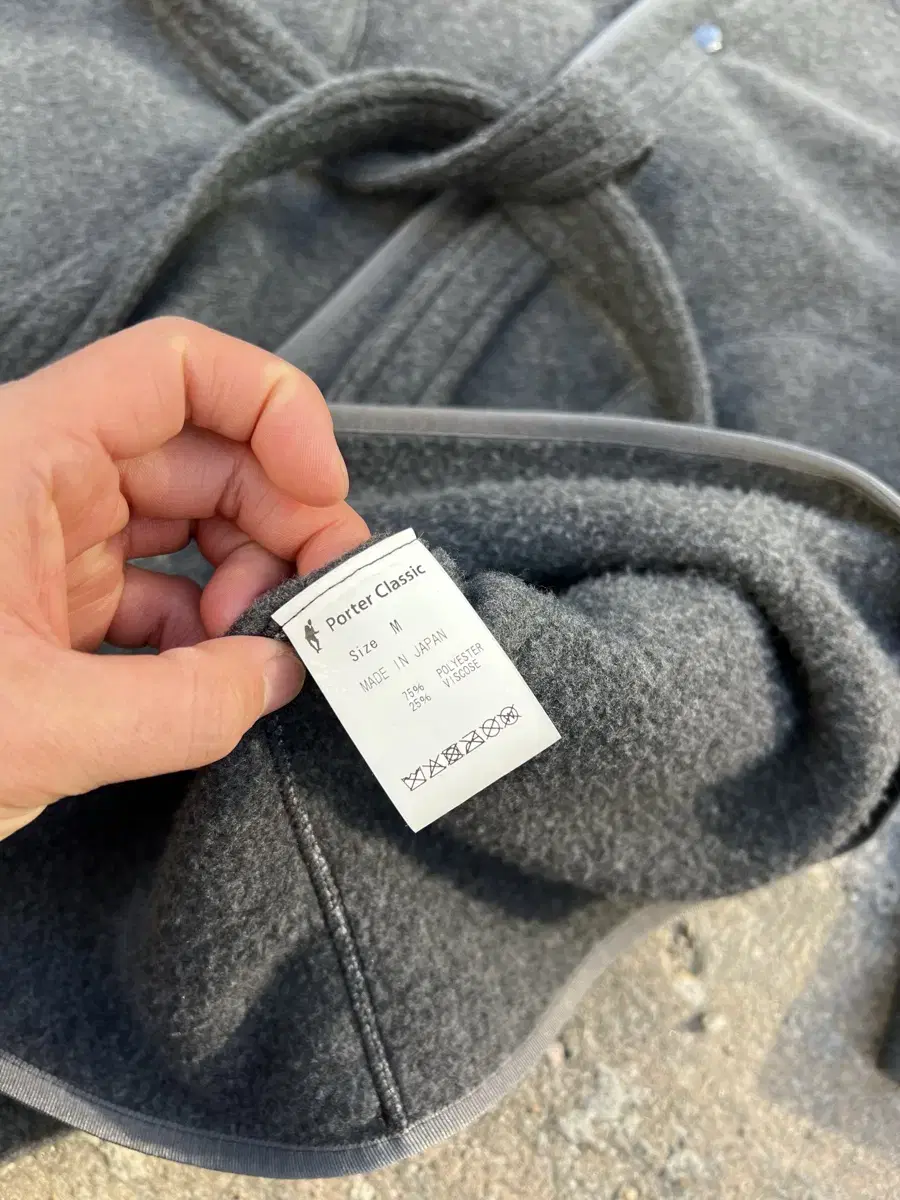 Porter Classic
Size M
MADE IN JAPAN
75% POLYESTER
25% VISCOSE